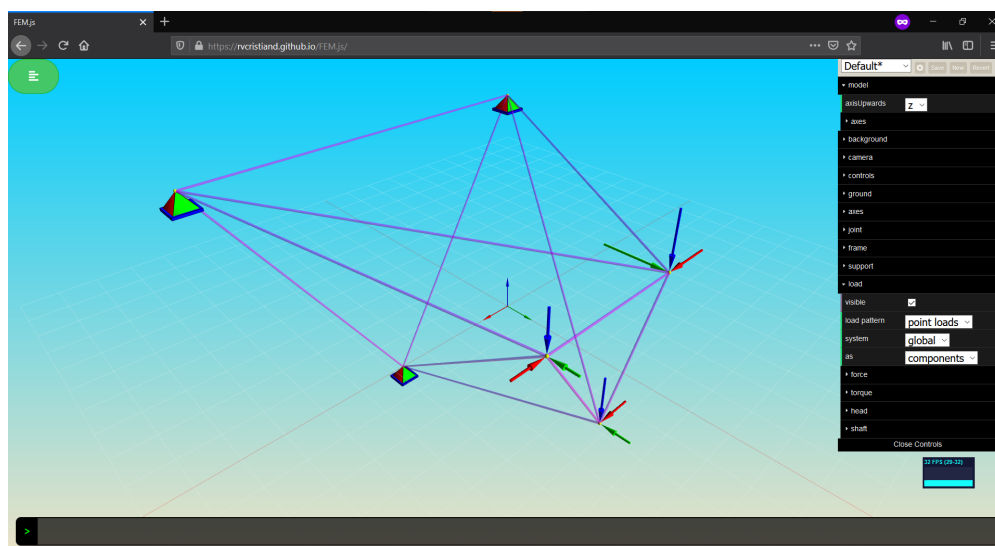 FEM.js
https://rvcristiand.github.io/FEM.js/
Default*
Save
New
Revert
model
axisUpwards
z
axes
background
camera
controls
ground
axes
joint
frame
support
load
visible
load pattern
point loads
system
global
as
components
force
torque
head
shaft
Close Controls
32 FPS (29-32)
>